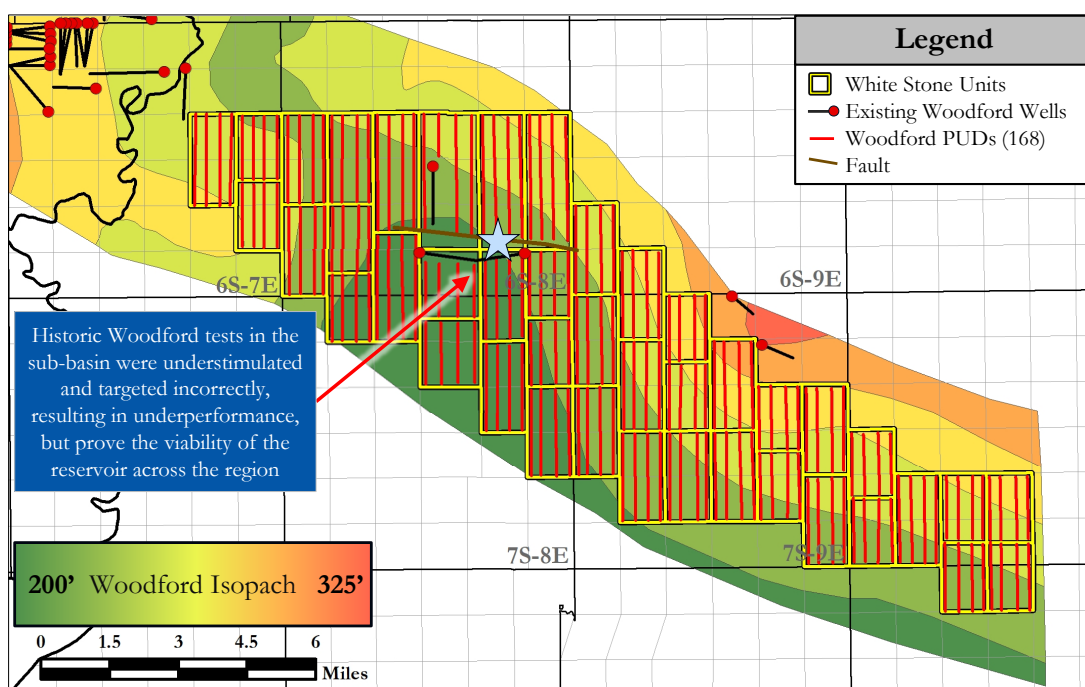 Legend
White Stone Units
Existing Woodford Wells
Woodford PUDs (168)
Fault
6S-7E
6S-8E
6S-9E
Historic Woodford tests in the
sub-basin were understimulated
and targeted incorrectly,
resulting in underperformance,
but prove the viability of the
reservoir across the region
7S-8E
7S-9E
200' Woodford Isopach 325'
0 1.5 3 4.5 6
Miles